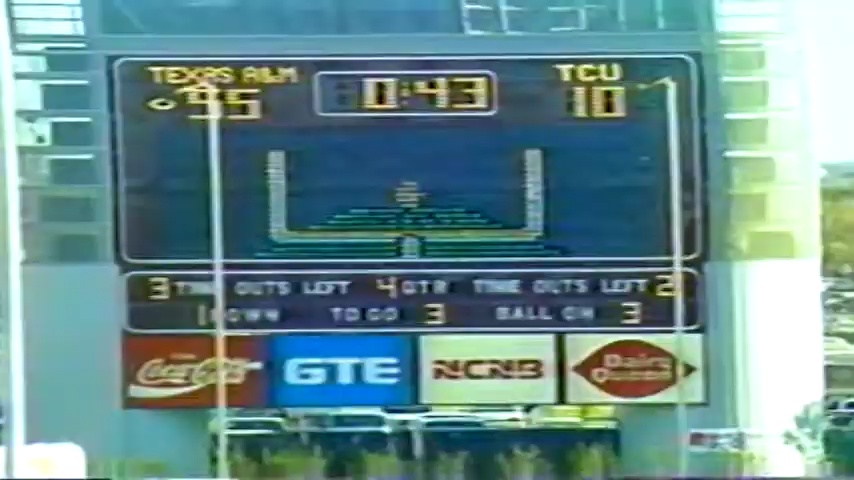 TEXAS A&M TCU
55 0:43 10
3 TIME OUTS LEFT 4 QTR TIME OUTS LEFT 2
1 DOWN TO GO 3 BALL ON 3
Coca-Cola GTE NCNB Dairy Queen